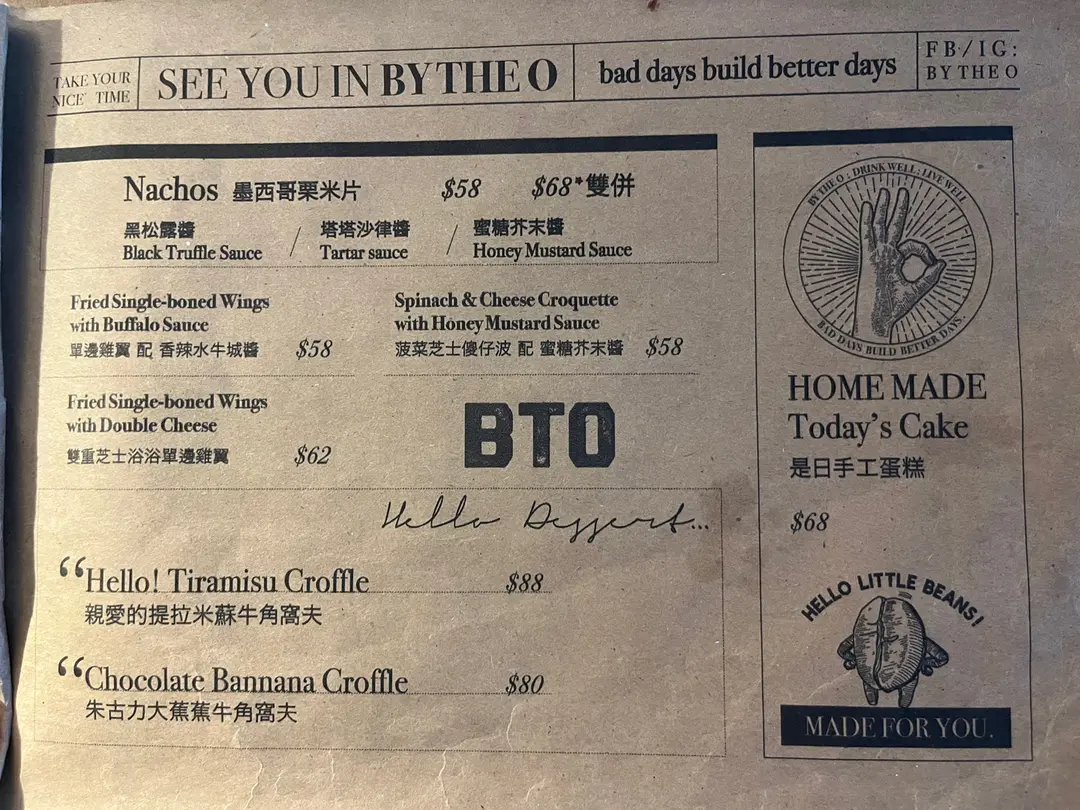 TAKE YOUR
NICE TIME
SEE YOU IN BY THE O
bad days build better days
FB/IG:
BY THE O
Nachos 墨西哥栗米片 $58 $68*雙併
黑松露醬 / 塔塔沙律醬 / 蜜糖芥末醬
Black Truffle Sauce Tartar sauce Honey Mustard Sauce
Fried Single-boned Wings
with Buffalo Sauce
單邊雞翼 配 香辣水牛城醬 $58
Spinach & Cheese Croquette
with Honey Mustard Sauce
菠菜芝士傻仔波 配 蜜糖芥末醬 $58
Fried Single-boned Wings
with Double Cheese
雙重芝士浴浴單邊雞翼 $62
BTO
Hello Dessert...
“Hello! Tiramisu Croffle $88
親愛的提拉米蘇牛角窩夫
“Chocolate Bannana Croffle $80
朱古力大蕉蕉牛角窩夫
BY THE O : DRINK WELL ; LIVE WELL
BAD DAYS BUILD BETTER DAYS.
HOME MADE
Today's Cake
是日手工蛋糕
$68
HELLO LITTLE BEANS!
MADE FOR YOU.